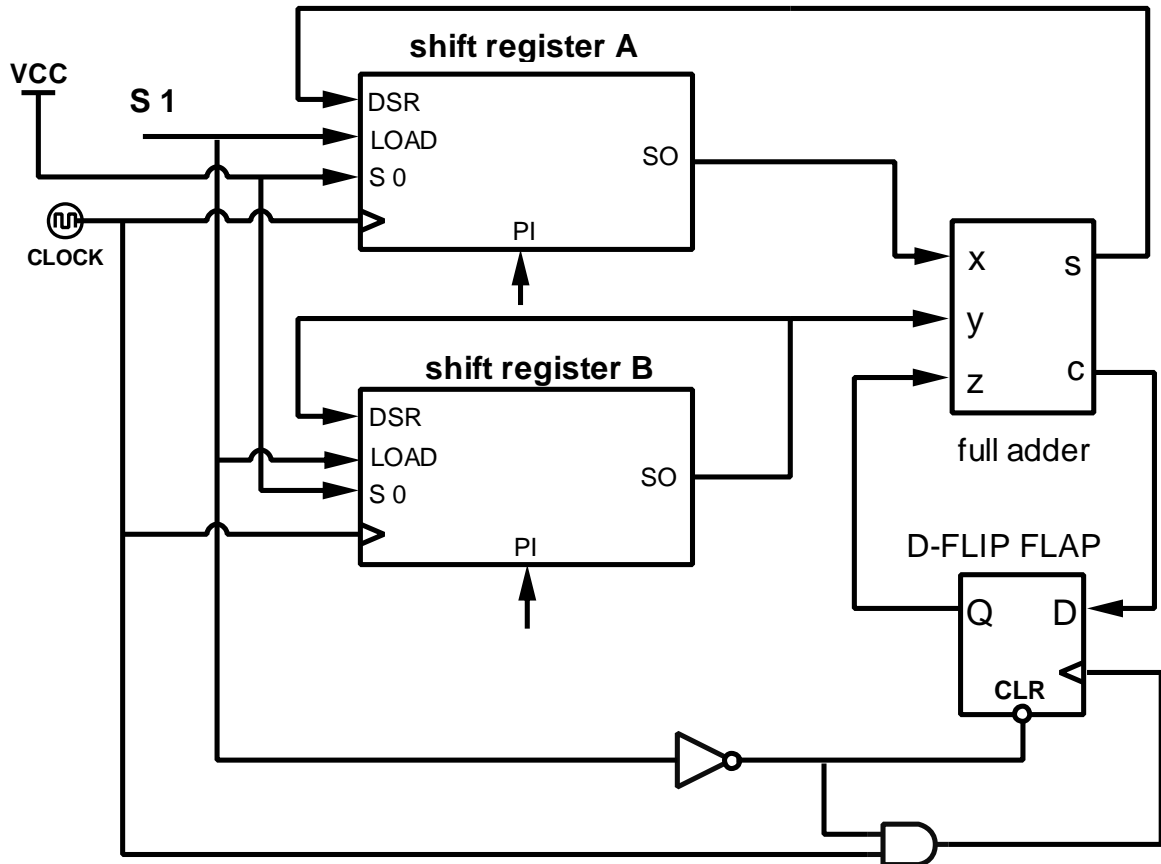 shift register A
VCC
S 1
DSR
LOAD
S 0
SO
PI
CLOCK
x
s
y
z
c
shift register B
DSR
LOAD
S 0
SO
PI
full adder
D-FLIP FLAP
Q
D
CLR